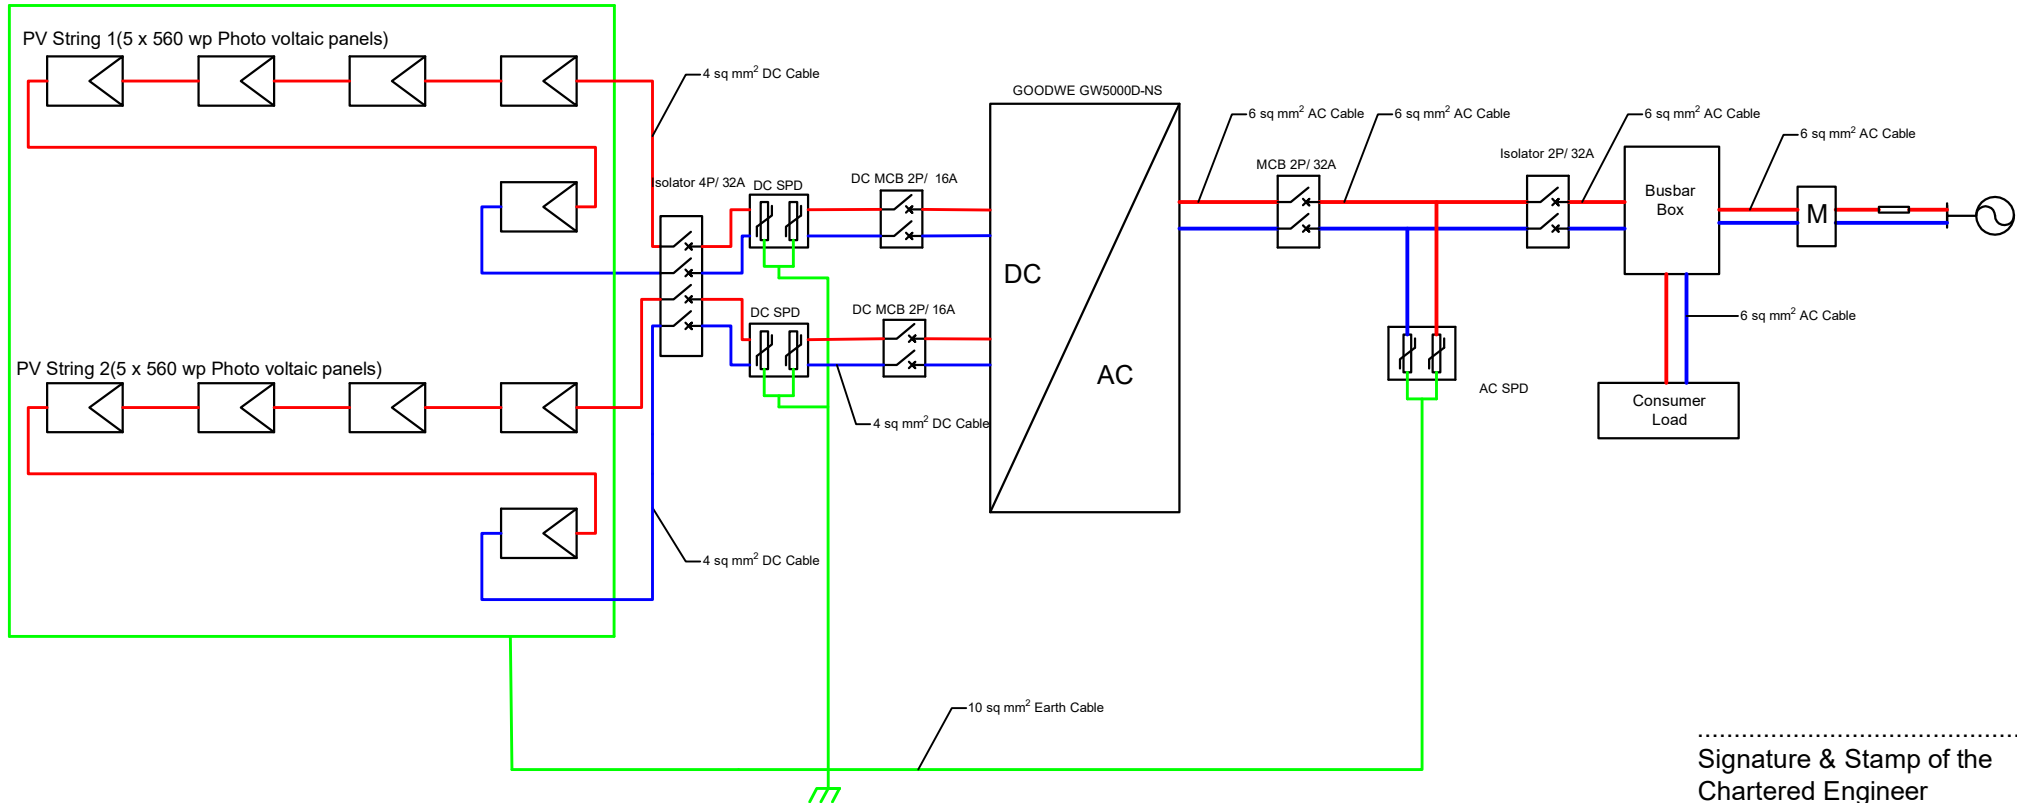 PV String 1(5 x 560 wp Photo voltaic panels)
4 sq mm² DC Cable
GOODWE GW5000D-NS
6 sq mm² AC Cable
6 sq mm² AC Cable
6 sq mm² AC Cable
6 sq mm² AC Cable
Isolator 4P/ 32A
DC SPD
DC MCB 2P/ 16A
MCB 2P/ 32A
Isolator 2P/ 32A
Busbar
Box
M
DC
AC
DC SPD
DC MCB 2P/ 16A
6 sq mm² AC Cable
PV String 2(5 x 560 wp Photo voltaic panels)
4 sq mm² DC Cable
AC SPD
Consumer
Load
4 sq mm² DC Cable
10 sq mm² Earth Cable
............................................
Signature & Stamp of the
Chartered Engineer